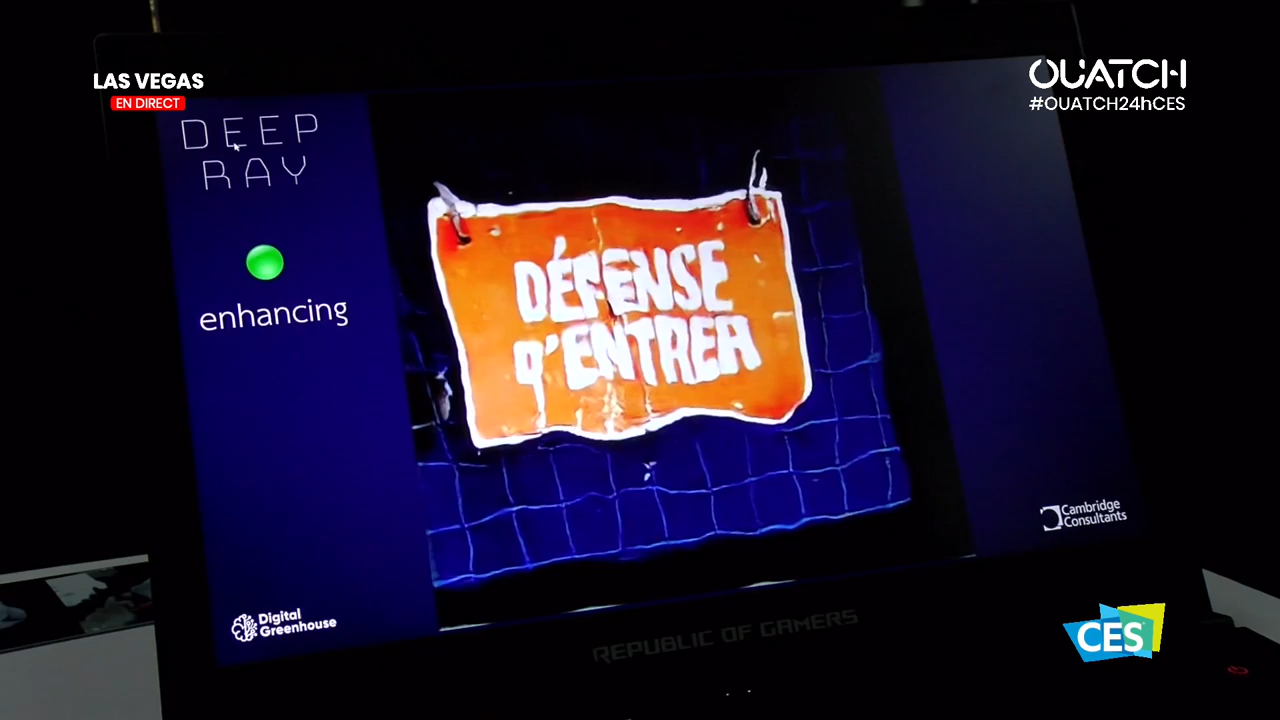 LAS VEGAS
EN DIRECT
OUATCH
#OUATCH24hCES
DEEP
RAY
enhancing
DÉFENSE
D'ENTRER
Cambridge
Consultants
Digital
Greenhouse
REPUBLIC OF GAMERS
CES